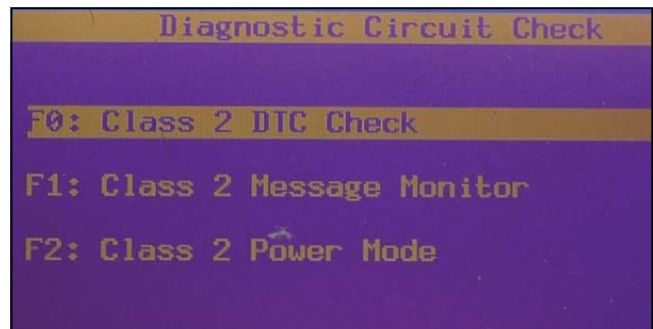 Diagnostic Circuit Check
F0: Class 2 DTC Check
F1: Class 2 Message Monitor
F2: Class 2 Power Mode